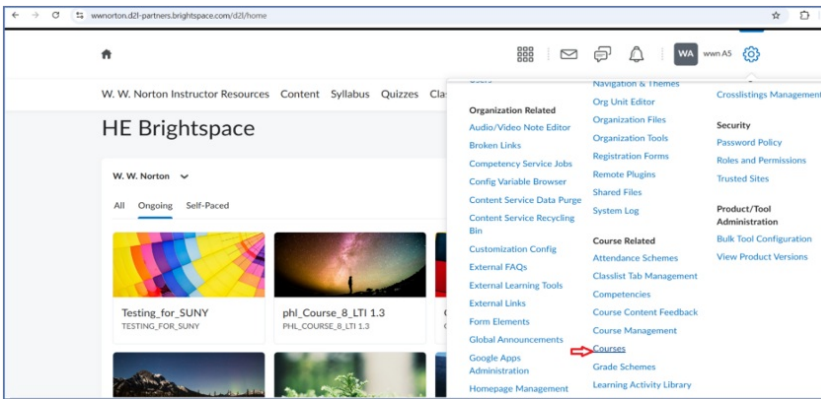 wwnorton.d2l-partners.brightspace.com/d2l/home
WA wwn A5
W. W. Norton Instructor Resources Content Syllabus Quizzes Cla
HE Brightspace
W. W. Norton
All Ongoing Self-Paced
Testing_for_SUNY
TESTING_FOR_SUNY
phl_Course_8_LTI 1.3
PHL_COURSE_8_LTI 1.3
Organization Related
Audio/Video Note Editor
Broken Links
Competency Service Jobs
Config Variable Browser
Content Service Data Purge
Content Service Recycling
Bin
Customization Config
External FAQs
External Learning Tools
External Links
Form Elements
Global Announcements
Google Apps
Administration
Homepage Management
Navigation & Themes
Org Unit Editor
Organization Files
Organization Tools
Registration Forms
Remote Plugins
Shared Files
System Log
Course Related
Attendance Schemes
Classlist Tab Management
Competencies
Course Content Feedback
Course Management
Courses
Grade Schemes
Learning Activity Library
Crosslistings Management
Security
Password Policy
Roles and Permissions
Trusted Sites
Product/Tool
Administration
Bulk Tool Configuration
View Product Versions